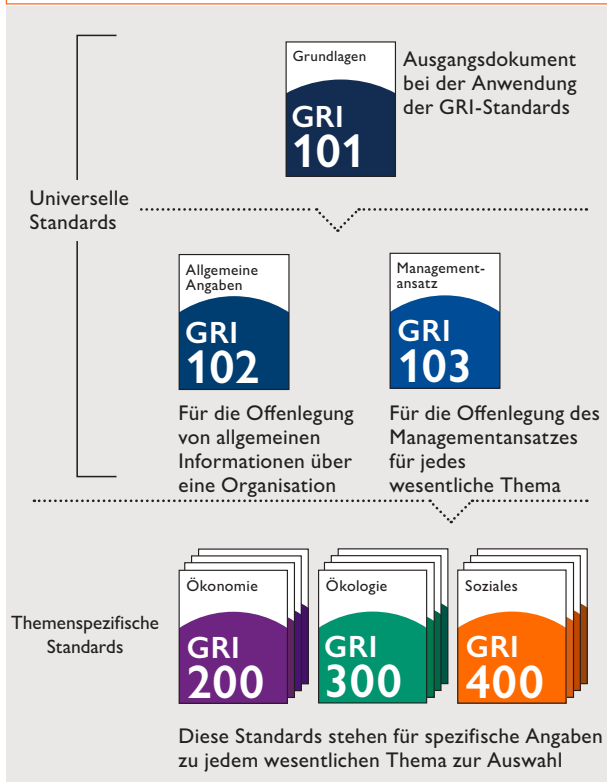 Grundlagen
GRI
101
Ausgangsdokument
bei der Anwendung
der GRI-Standards
Universelle
Standards
Allgemeine
Angaben
GRI
102
Für die Offenlegung
von allgemeinen
Informationen über
eine Organisation
Management-
ansatz
GRI
103
Für die Offenlegung des
Managementansatzes
für jedes
wesentliche Thema
Themenspezifische
Standards
Ökonomie
GRI
200
Ökologie
GRI
300
Soziales
GRI
400
Diese Standards stehen für spezifische Angaben
zu jedem wesentlichen Thema zur Auswahl